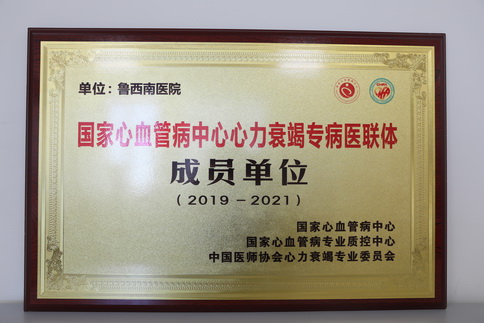 单位：鲁西南医院
国家心血管病中心心力衰竭专病医联体
成员单位
（2019－2021）
国家心血管病中心
国家心血管病专业质控中心
中国医师协会心力衰竭专业委员会